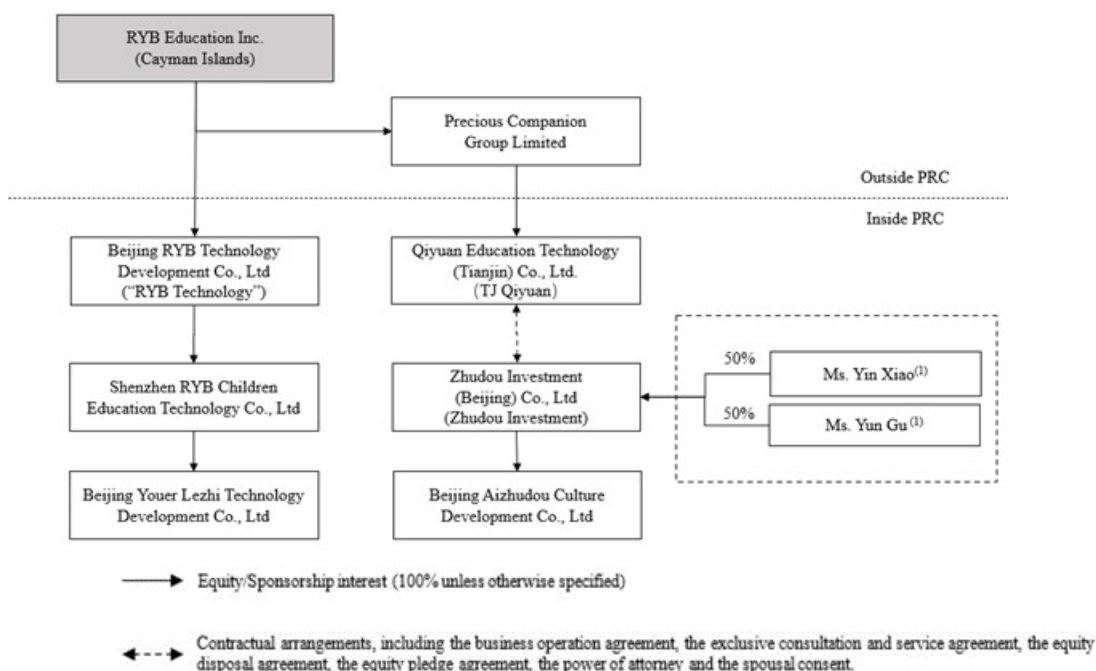 RYB Education Inc.
(Cayman Islands)
Precious Companion
Group Limited
Outside PRC
Inside PRC
Beijing RYB Technology
Development Co., Ltd
(“RYB Technology”)
Qiyuan Education Technology
(Tianjin) Co., Ltd.
(TJ Qiyuan)
Shenzhen RYB Children
Education Technology Co., Ltd
Zhudou Investment
(Beijing) Co., Ltd
(Zhudou Investment)
50%
Ms. Yin Xiao(1)
50%
Ms. Yun Gu (1)
Beijing Youer Lezhi Technology
Development Co., Ltd
Beijing Aizhudou Culture
Development Co., Ltd
Equity/Sponsorship interest (100% unless otherwise specified)
Contractual arrangements, including the business operation agreement, the exclusive consultation and service agreement, the equity
disposal agreement, the equity pledge agreement, the power of attorney and the spousal consent.